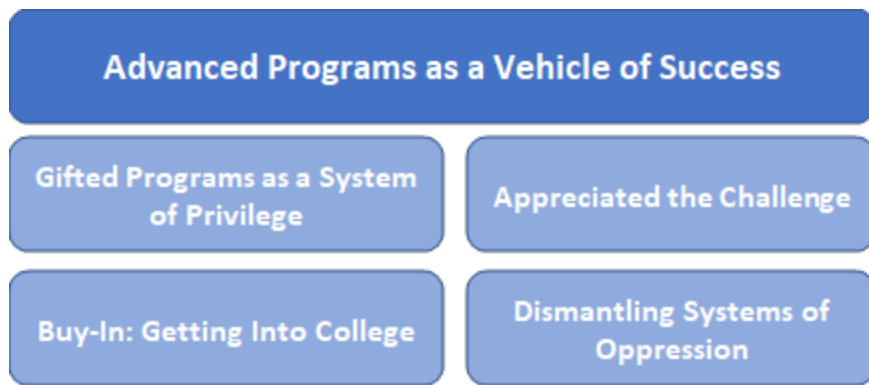 Advanced Programs as a Vehicle of Success
Gifted Programs as a System
of Privilege
Appreciated the Challenge
Buy-In: Getting Into College
Dismantling Systems of
Oppression